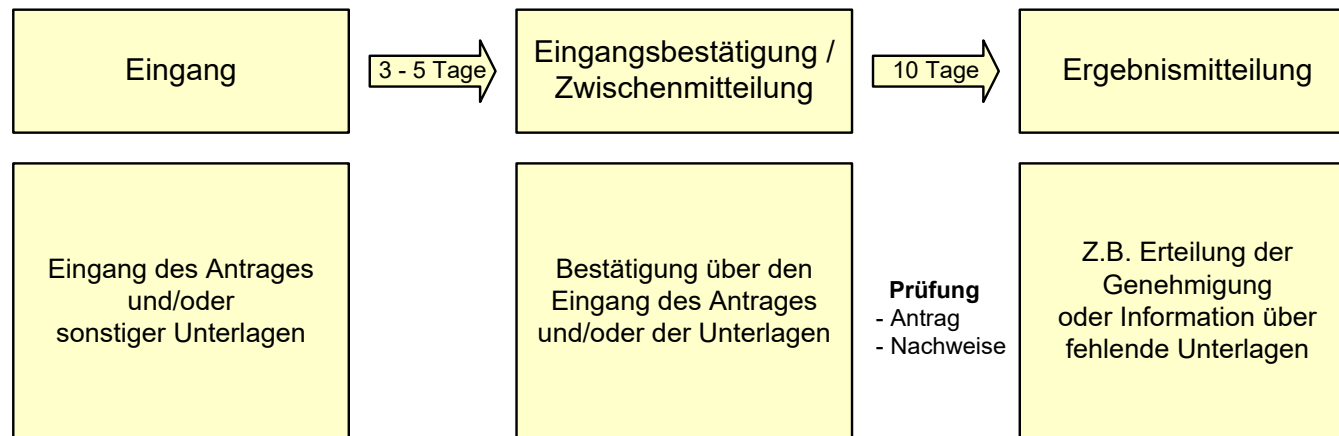 Eingang
3 - 5 Tage
Eingangsbestätigung /
Zwischenmitteilung
10 Tage
Ergebnismitteilung
Eingang des Antrages
und/oder
sonstiger Unterlagen
Bestätigung über den
Eingang des Antrages
und/oder der Unterlagen
Prüfung
- Antrag
- Nachweise
Z.B. Erteilung der
Genehmigung
oder Information über
fehlende Unterlagen